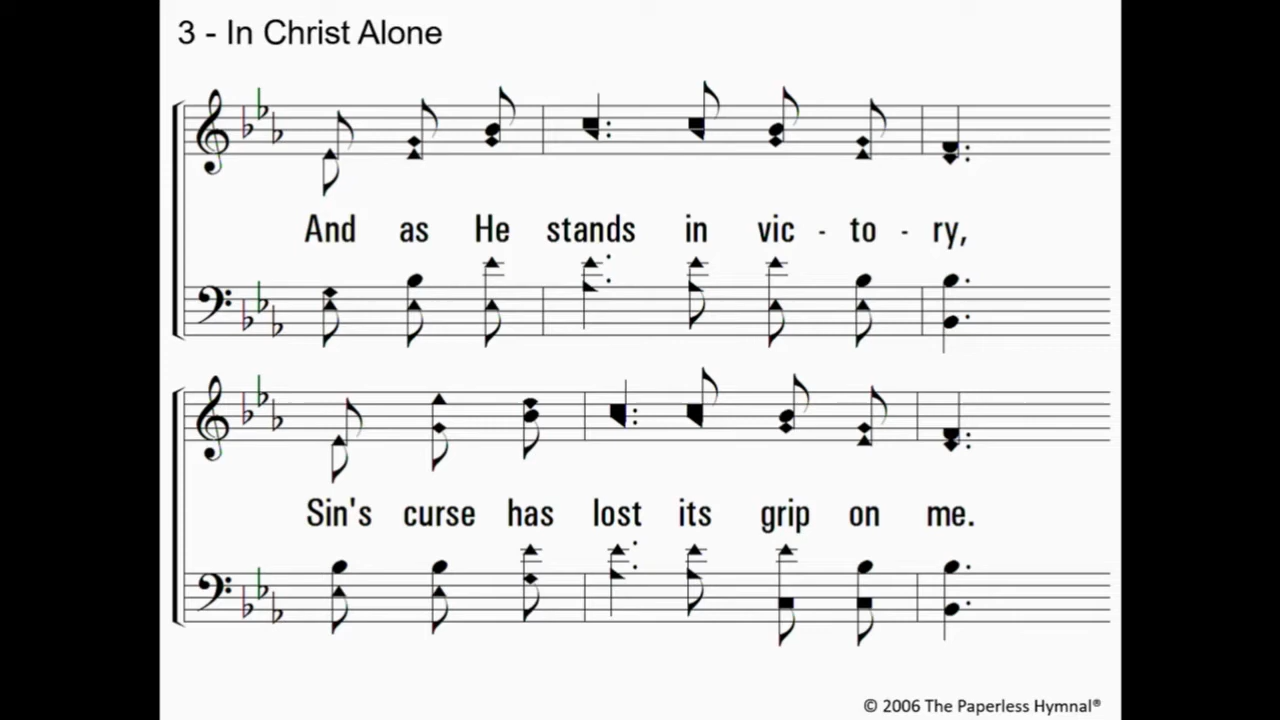 3 - In Christ Alone
And as He stands in vic - to - ry,
Sin's curse has lost its grip on me.
© 2006 The Paperless Hymnal®